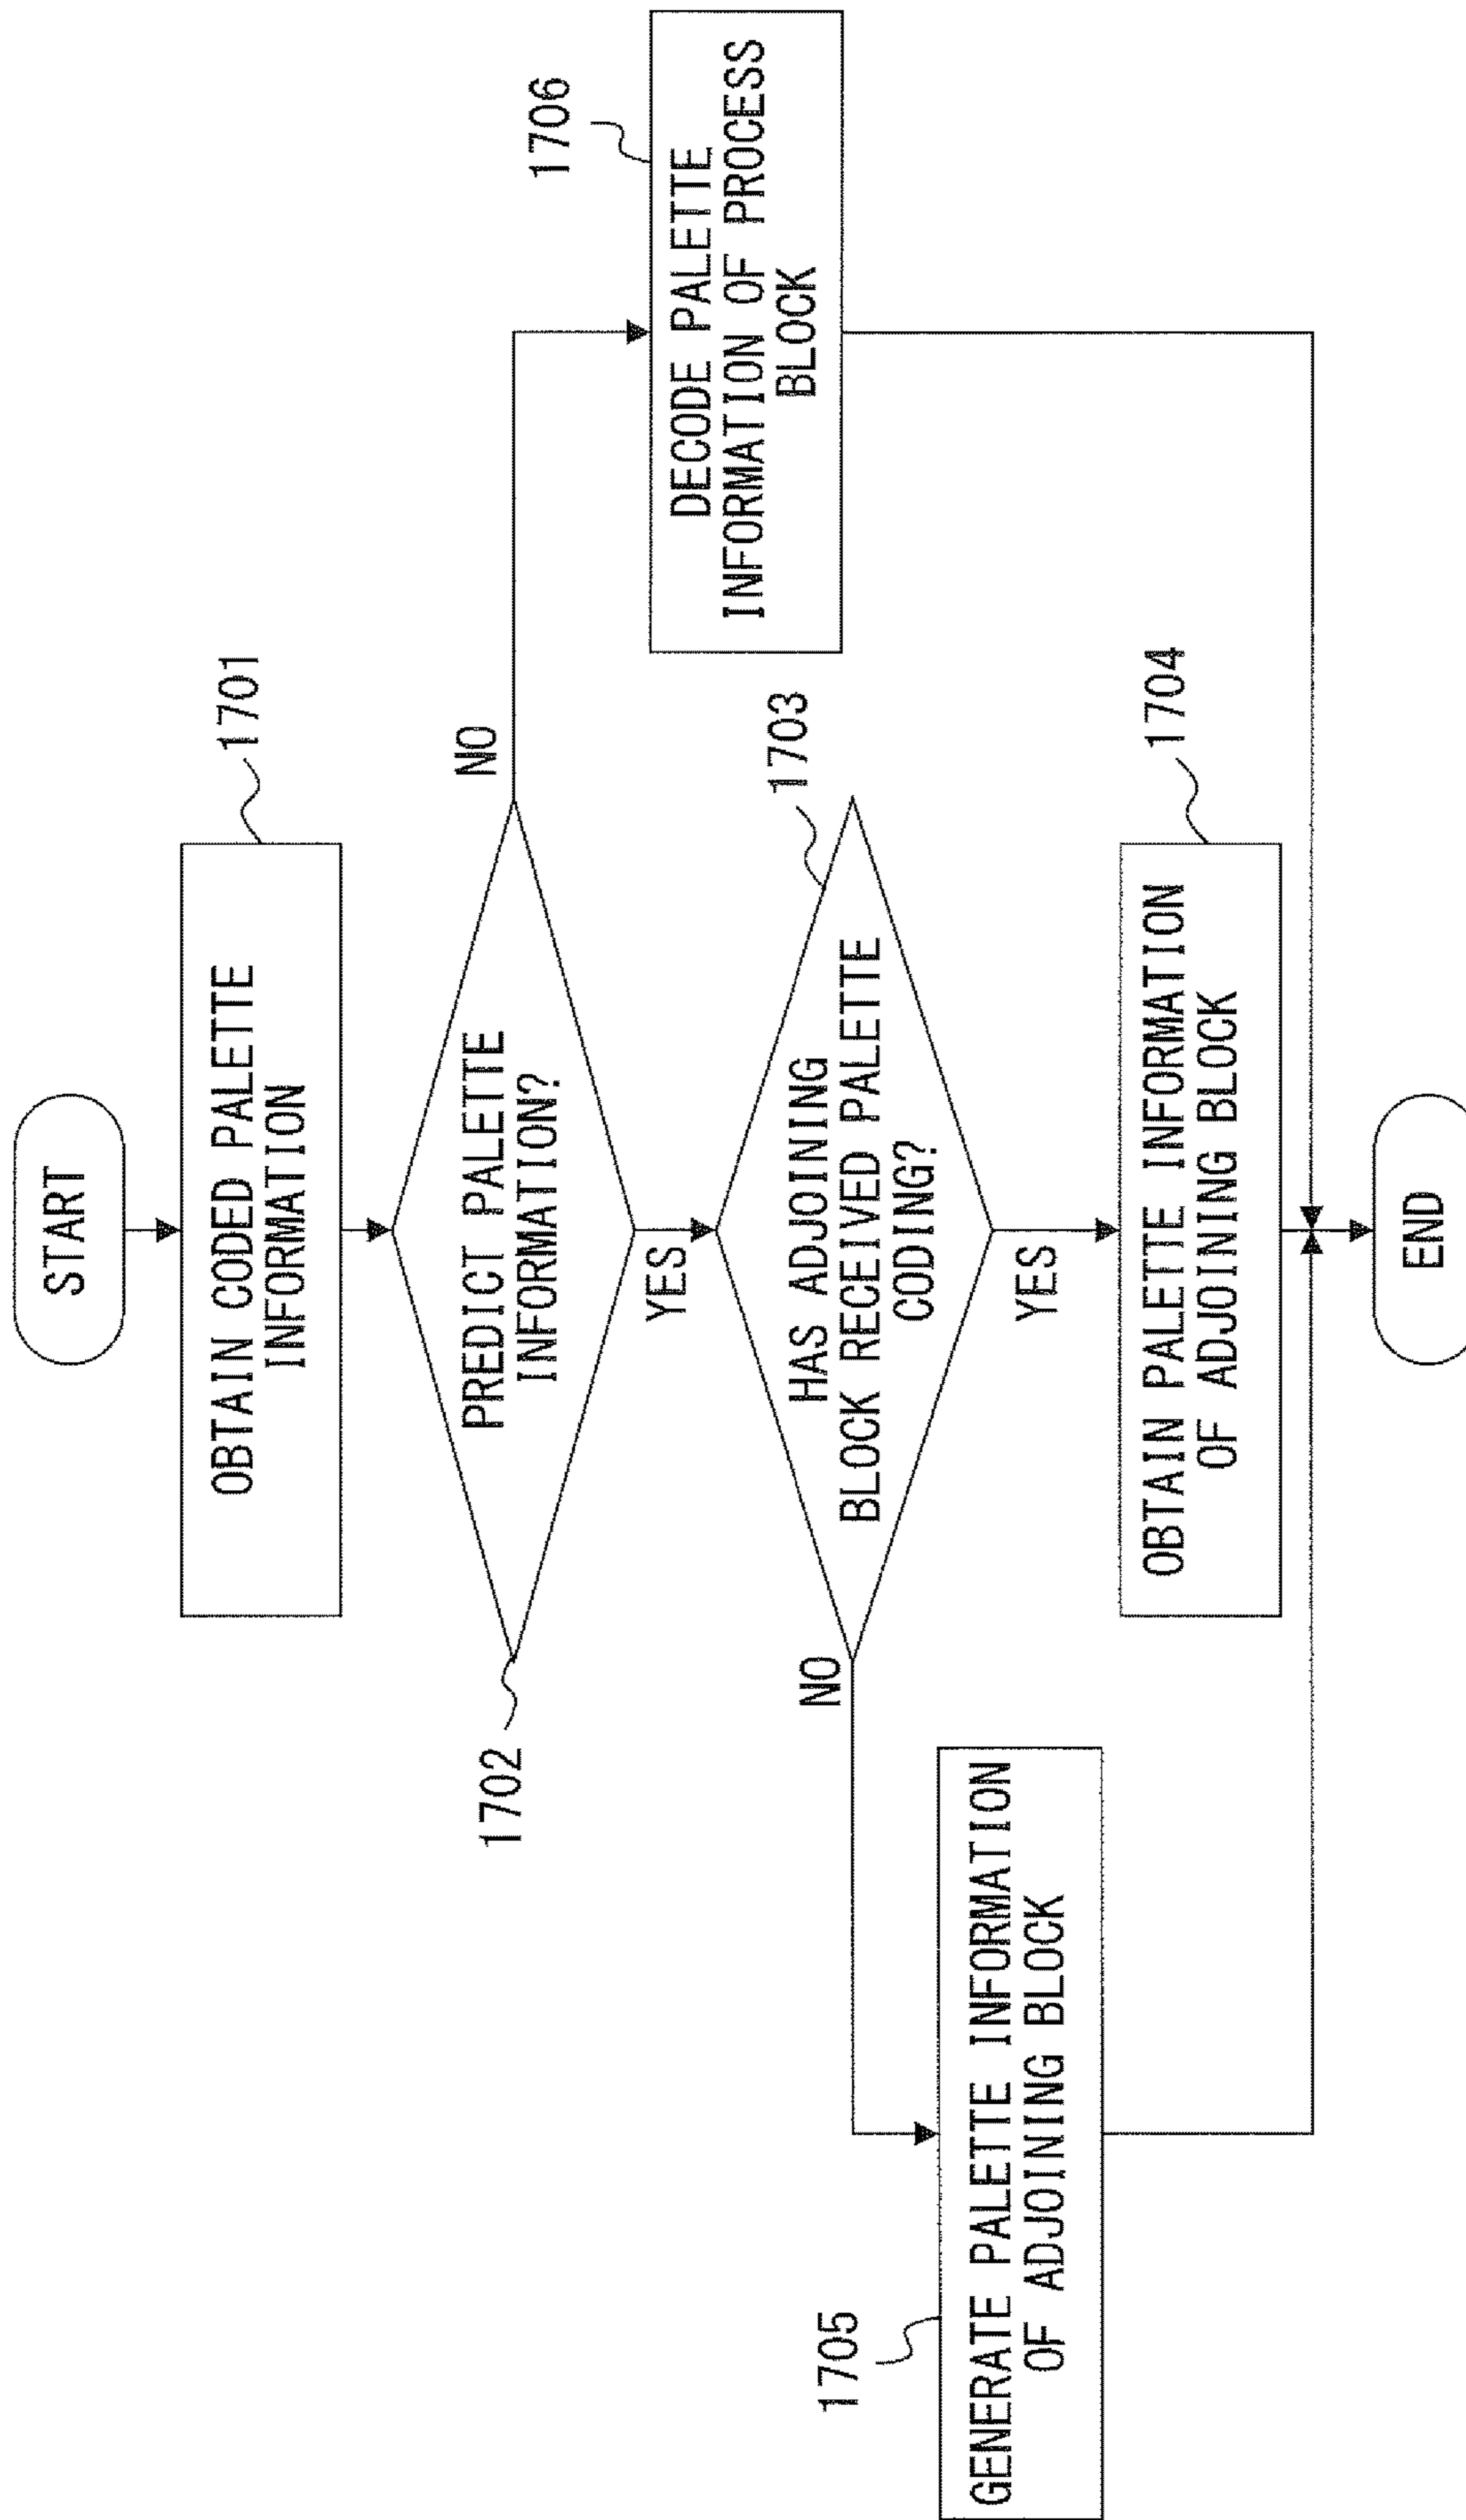 START
1701
OBTAIN CODED PALETTE
INFORMATION
1702
PREDICT PALETTE
INFORMATION?
NO
YES
1706
DECODE PALETTE
INFORMATION OF PROCESS
BLOCK
1703
HAS ADJOINING
BLOCK RECEIVED PALETTE
CODING?
NO
YES
1705
GENERATE PALETTE INFORMATION
OF ADJOINING BLOCK
1704
OBTAIN PALETTE INFORMATION
OF ADJOINING BLOCK
END